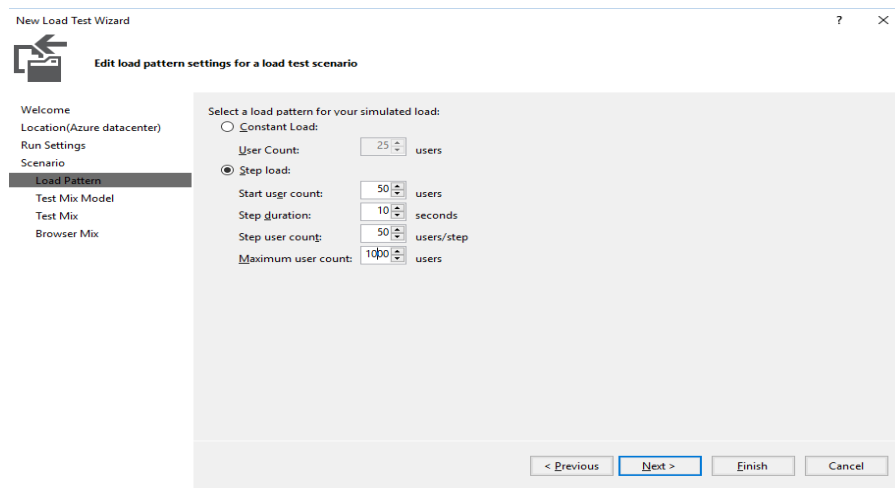 New Load Test Wizard ? ×
Edit load pattern settings for a load test scenario
Welcome
Location(Azure datacenter)
Run Settings
Scenario
Load Pattern
Test Mix Model
Test Mix
Browser Mix
Select a load pattern for your simulated load:
Constant Load:
User Count: 25 users
Step load:
Start user count: 50 users
Step duration: 10 seconds
Step user count: 50 users/step
Maximum user count: 1000 users
< Previous Next > Finish Cancel